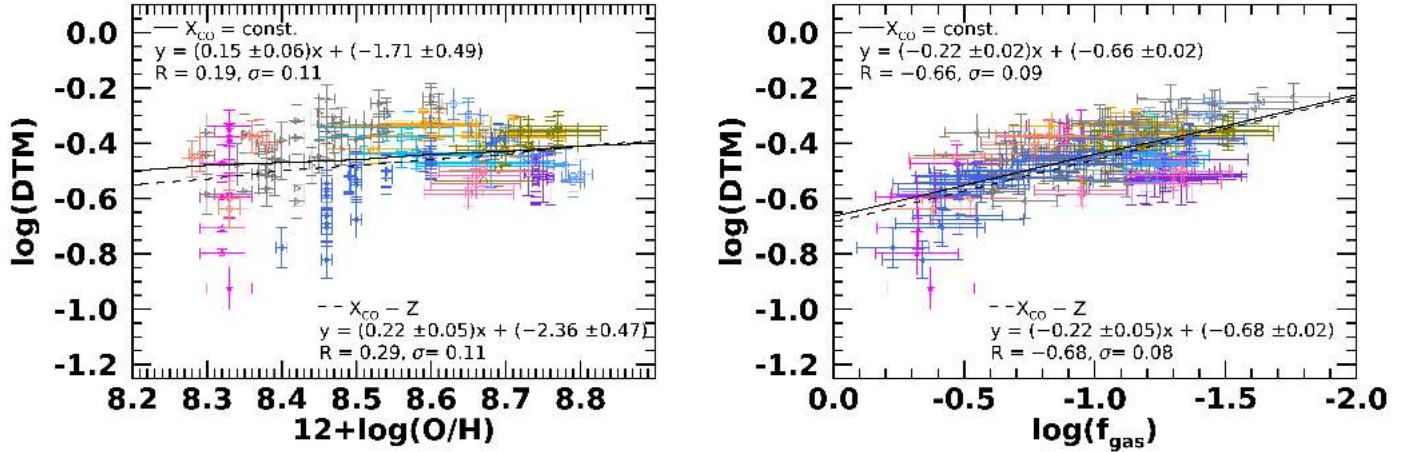 X_CO = const.
y = (0.15 ±0.06)x + (−1.71 ±0.49)
R = 0.19, σ= 0.11
X_CO − Z
y = (0.22 ±0.05)x + (−2.36 ±0.47)
R = 0.29, σ= 0.11
log(DTM)
0.0
-0.2
-0.4
-0.6
-0.8
-1.0
-1.2
8.2 8.3 8.4 8.5 8.6 8.7 8.8
12+log(O/H)
X_CO = const.
y = (−0.22 ±0.02)x + (−0.66 ±0.02)
R = −0.66, σ= 0.09
X_CO − Z
y = (−0.22 ±0.05)x + (−0.68 ±0.02)
R = −0.68, σ= 0.08
log(DTM)
0.0
-0.2
-0.4
-0.6
-0.8
-1.0
-1.2
0.0 -0.5 -1.0 -1.5 -2.0
log(f_gas)